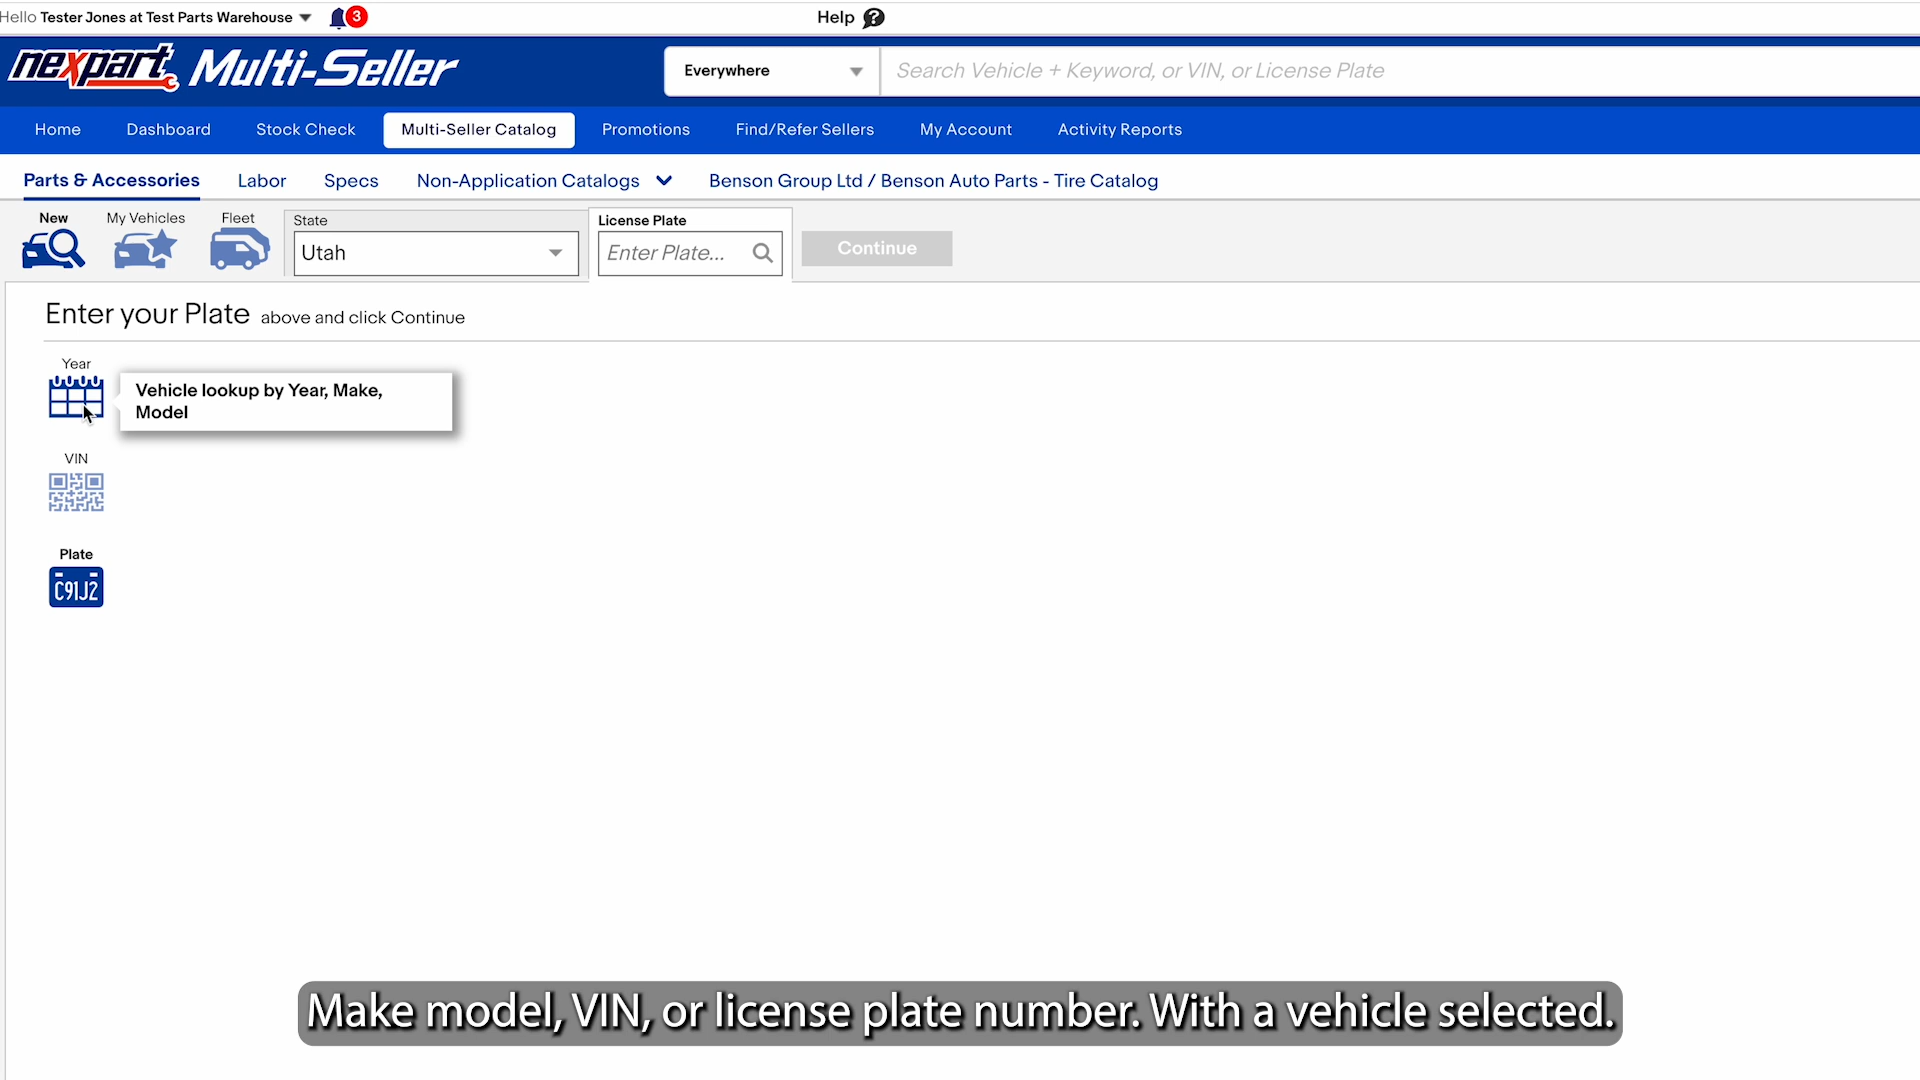 Hello Tester Jones at Test Parts Warehouse
3
Help
nexpart Multi-Seller
Everywhere
Search Vehicle + Keyword, or VIN, or License Plate
Home
Dashboard
Stock Check
Multi-Seller Catalog
Promotions
Find/Refer Sellers
My Account
Activity Reports
Parts & Accessories
Labor
Specs
Non-Application Catalogs
Benson Group Ltd / Benson Auto Parts - Tire Catalog
New
My Vehicles
Fleet
State
Utah
License Plate
Enter Plate...
Continue
Enter your Plate above and click Continue
Year
Vehicle lookup by Year, Make,
Model
VIN
Plate
C91J2
Make model, VIN, or license plate number. With a vehicle selected.